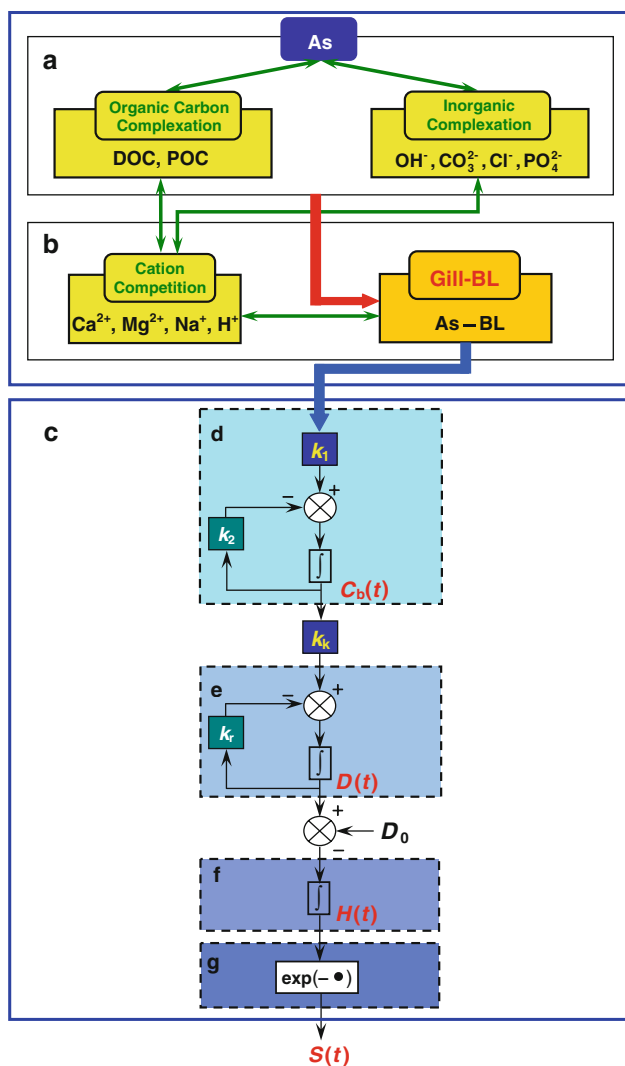 As
a
Organic Carbon
Complexation
DOC, POC
Inorganic
Complexation
OH⁻, CO₃²⁻, Cl⁻, PO₄²⁻
b
Cation
Competition
Ca²⁺, Mg²⁺, Na⁺, H⁺
Gill-BL
As – BL
c
d
k₁
+
–
k₂
∫
C_b(t)
k_k
e
+
–
k_r
∫
D(t)
+
D₀
–
f
∫
H(t)
g
exp(– •)
S(t)